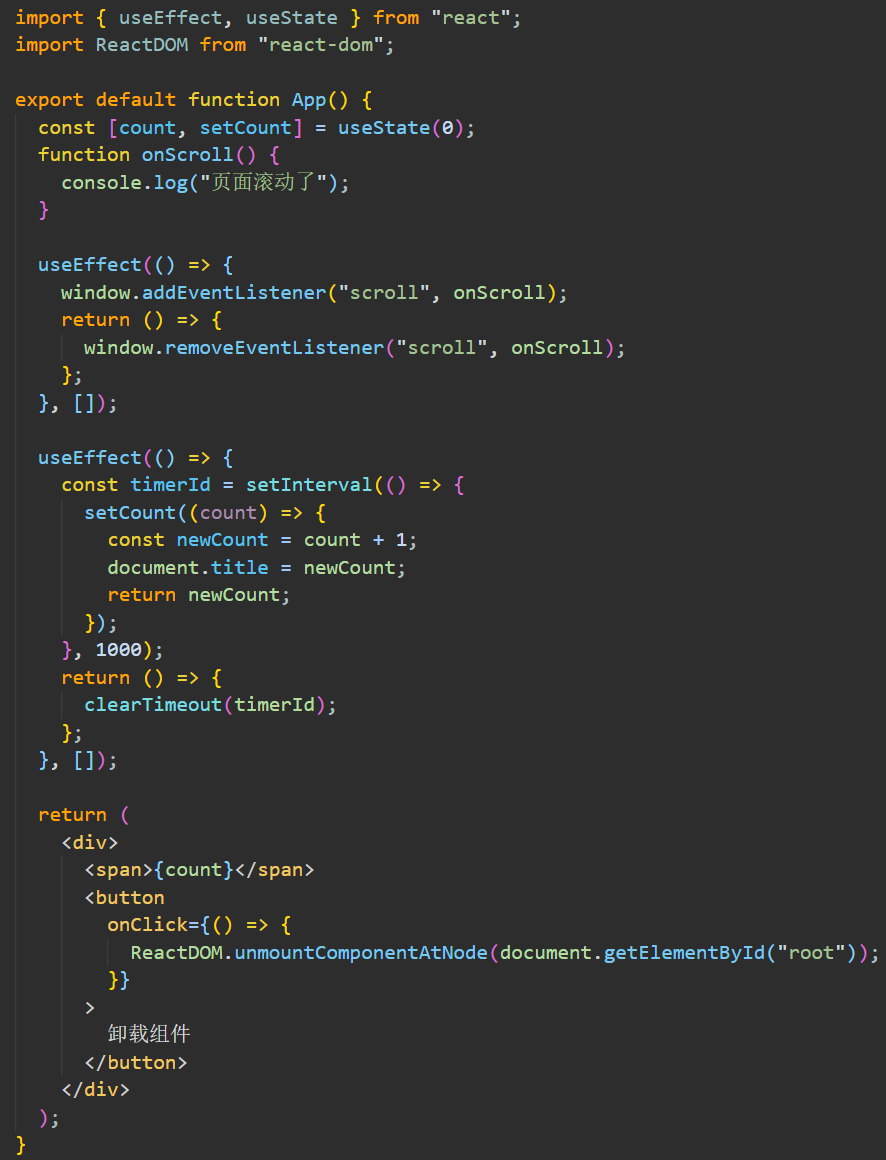 import { useEffect, useState } from "react";
import ReactDOM from "react-dom";
export default function App() {
  const [count, setCount] = useState(0);
  function onScroll() {
    console.log("页面滚动了");
  }
  useEffect(() => {
    window.addEventListener("scroll", onScroll);
    return () => {
      window.removeEventListener("scroll", onScroll);
    };
  }, []);
  useEffect(() => {
    const timerId = setInterval(() => {
      setCount((count) => {
        const newCount = count + 1;
        document.title = newCount;
        return newCount;
      });
    }, 1000);
    return () => {
      clearTimeout(timerId);
    };
  }, []);
  return (
    <div>
      <span>{count}</span>
      <button
        onClick={() => {
          ReactDOM.unmountComponentAtNode(document.getElementById("root"));
        }}
      >
        卸载组件
      </button>
    </div>
  );
}